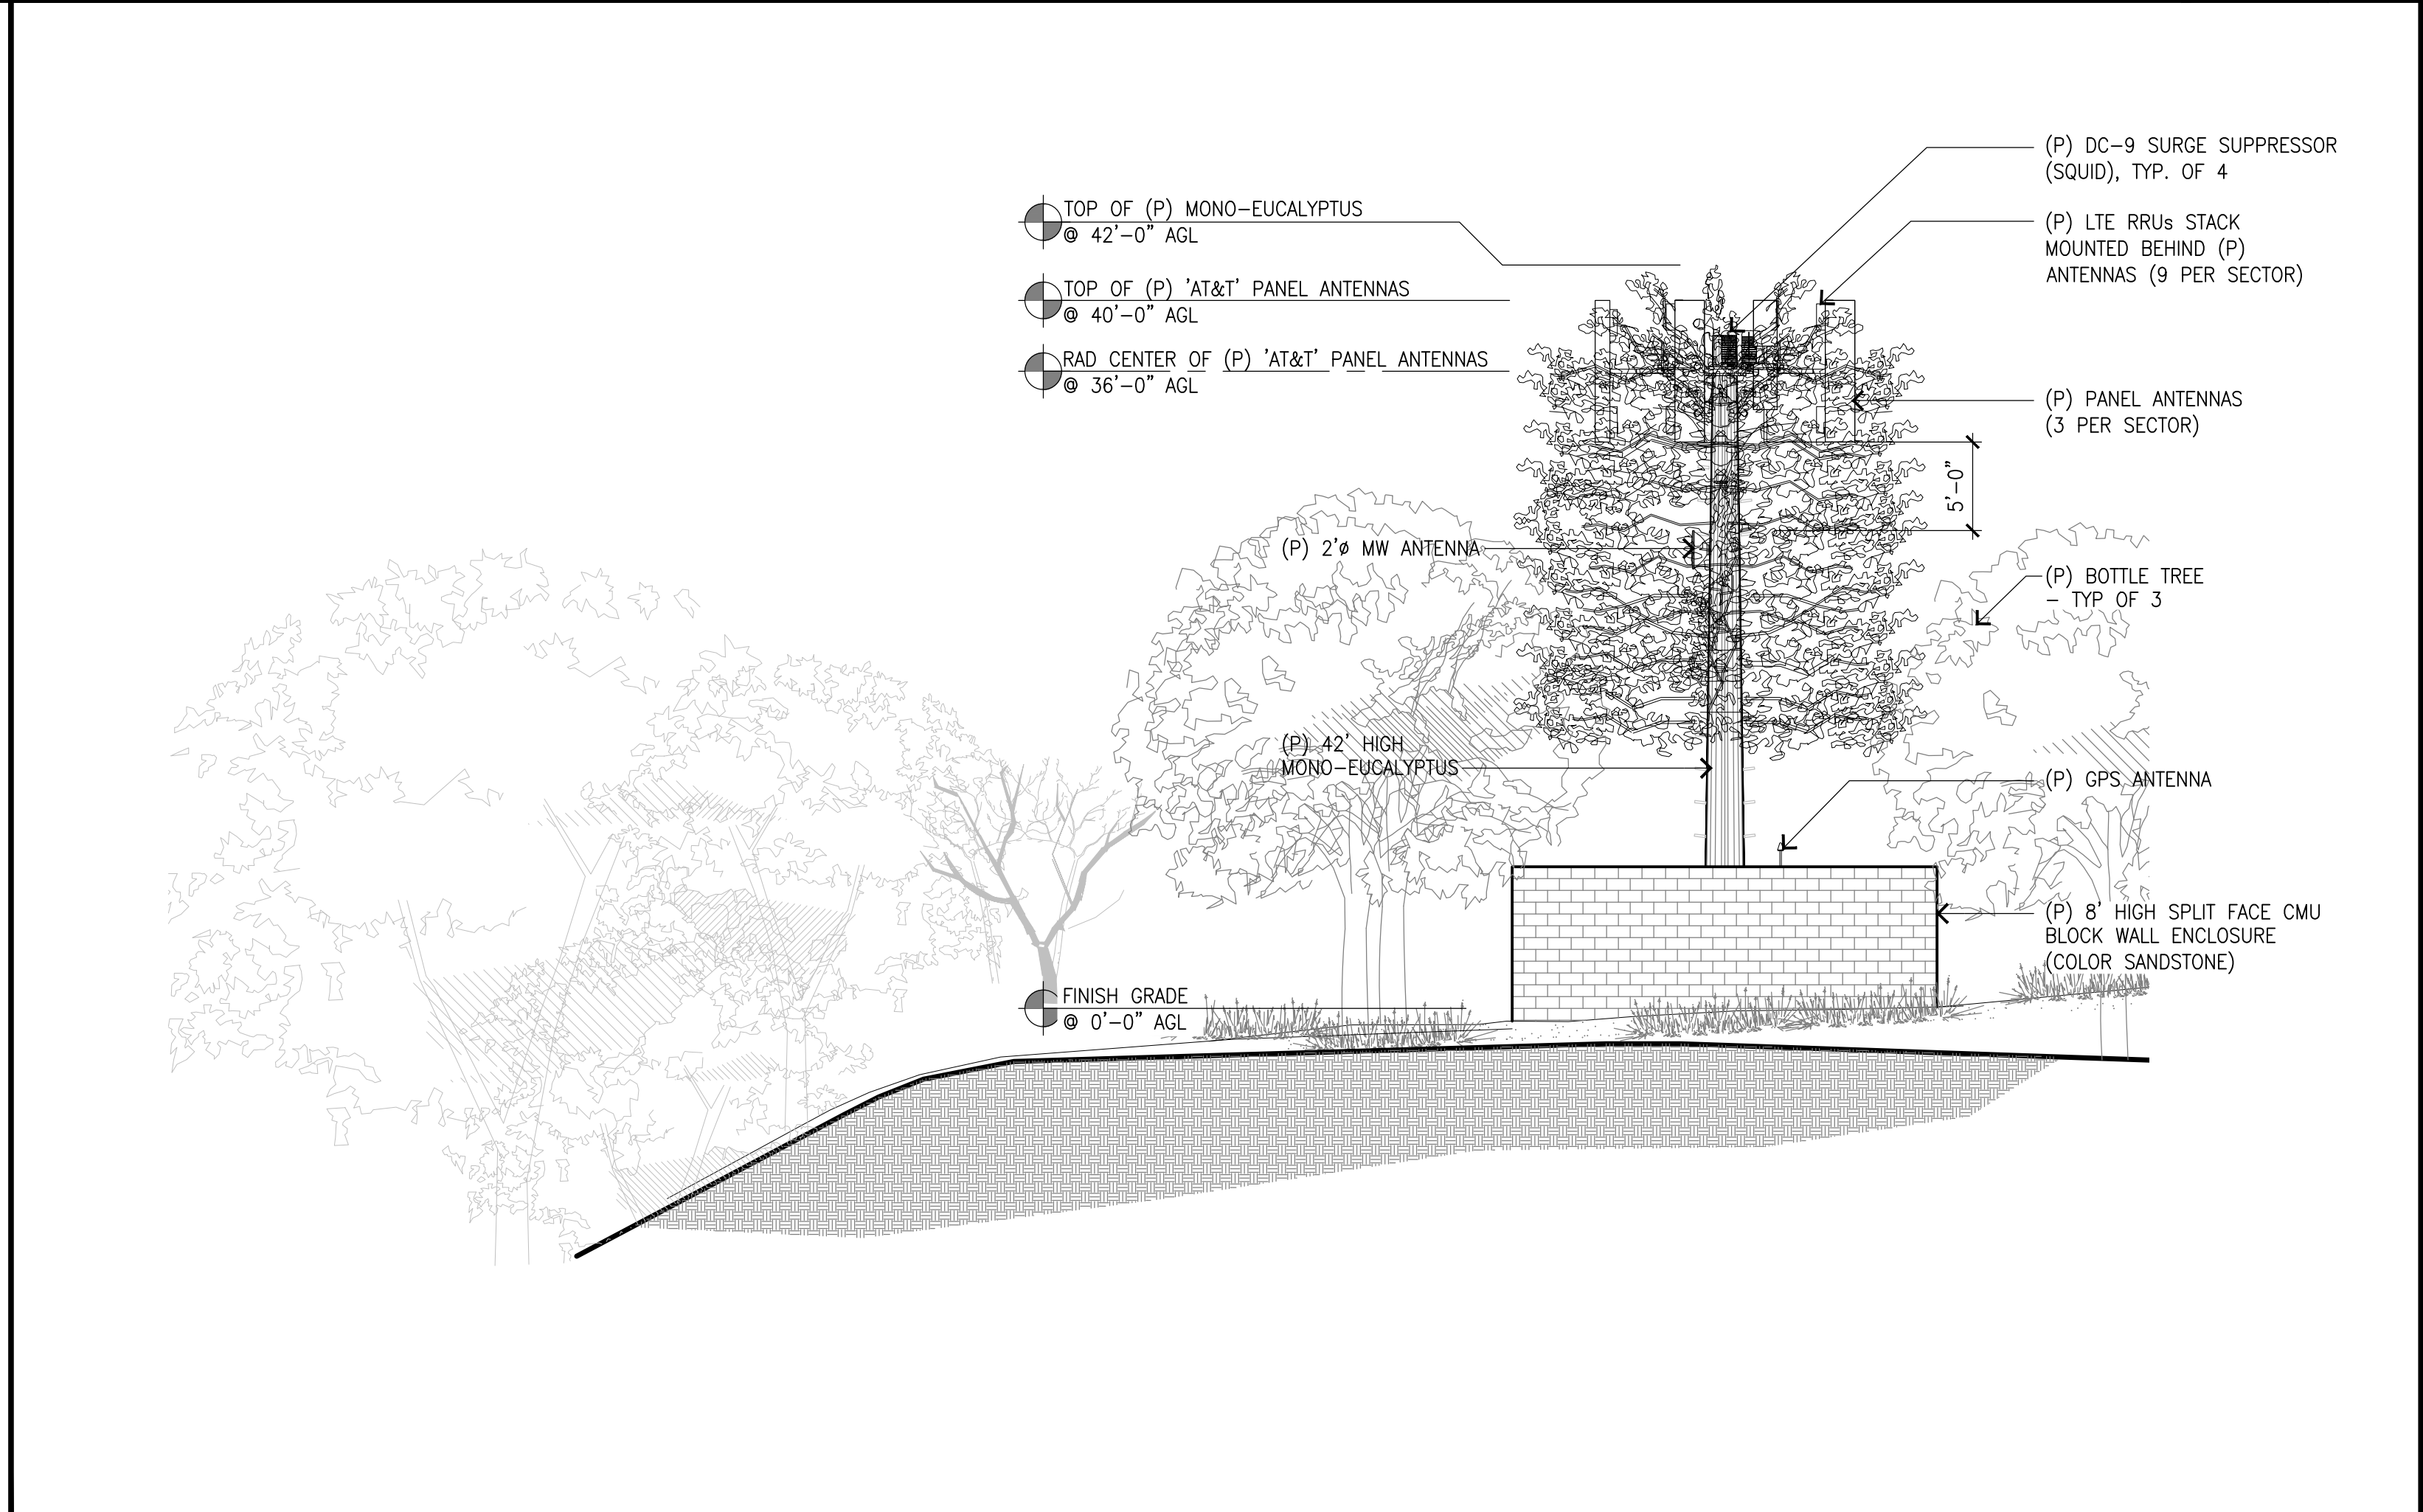 (P) DC-9 SURGE SUPPRESSOR
(SQUID), TYP. OF 4
TOP OF (P) MONO-EUCALYPTUS
@ 42'-0" AGL
(P) LTE RRUs STACK
MOUNTED BEHIND (P)
ANTENNAS (9 PER SECTOR)
TOP OF (P) 'AT&T' PANEL ANTENNAS
@ 40'-0" AGL
RAD CENTER OF (P) 'AT&T' PANEL ANTENNAS
@ 36'-0" AGL
(P) PANEL ANTENNAS
(3 PER SECTOR)
5'-0"
(P) 2'ø MW ANTENNA
(P) BOTTLE TREE
- TYP OF 3
(P) 42' HIGH
MONO-EUCALYPTUS
(P) GPS ANTENNA
(P) 8' HIGH SPLIT FACE CMU
BLOCK WALL ENCLOSURE
(COLOR SANDSTONE)
FINISH GRADE
@ 0'-0" AGL